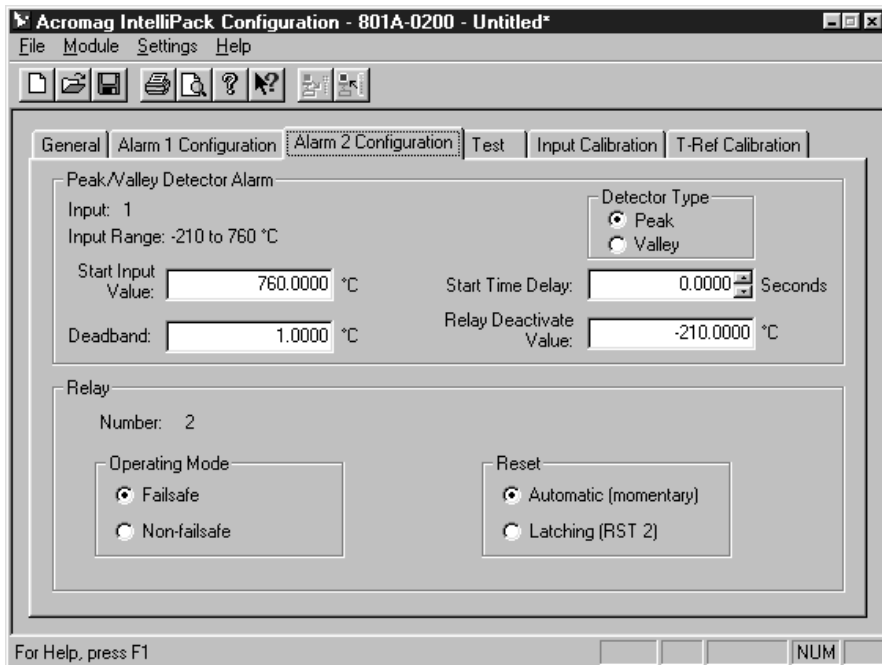 Acromag IntelliPack Configuration - 801A-0200 - Untitled*
File Module Settings Help
General Alarm 1 Configuration Alarm 2 Configuration Test Input Calibration T-Ref Calibration
Peak/Valley Detector Alarm
Input: 1
Input Range: -210 to 760 °C
Detector Type
Peak
Valley
Start Input Value: 760.0000 °C
Start Time Delay: 0.0000 Seconds
Deadband: 1.0000 °C
Relay Deactivate Value: -210.0000 °C
Relay
Number: 2
Operating Mode
Failsafe
Non-failsafe
Reset
Automatic (momentary)
Latching (RST 2)
For Help, press F1
NUM